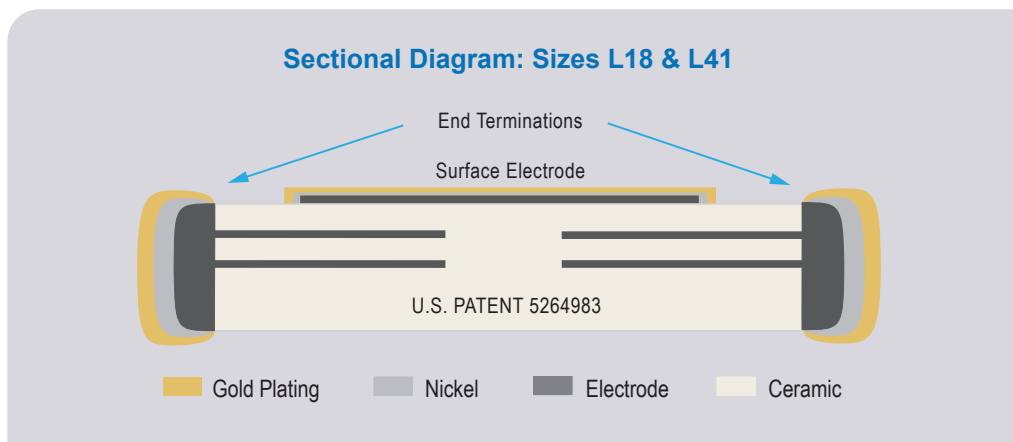 Sectional Diagram: Sizes L18 & L41
End Terminations
Surface Electrode
U.S. PATENT 5264983
Gold Plating
Nickel
Electrode
Ceramic